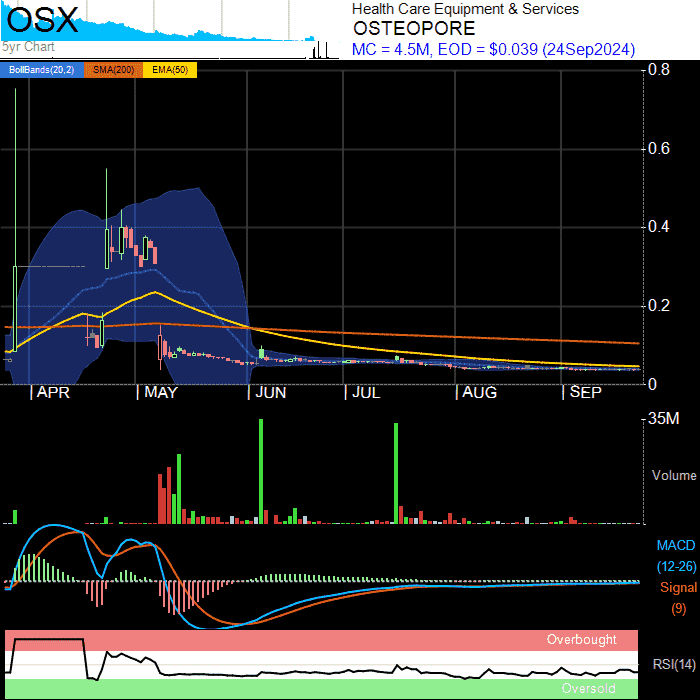 OSX
5yr Chart
Health Care Equipment & Services
OSTEOPORE
MC = 4.5M, EOD = $0.039 (24Sep2024)
BollBands(20,2) SMA(200) EMA(50)
0.8
0.6
0.4
0.2
0
APR MAY JUN JUL AUG SEP
35M
Volume
MACD
(12-26)
Signal
(9)
Overbought
RSI(14)
Oversold